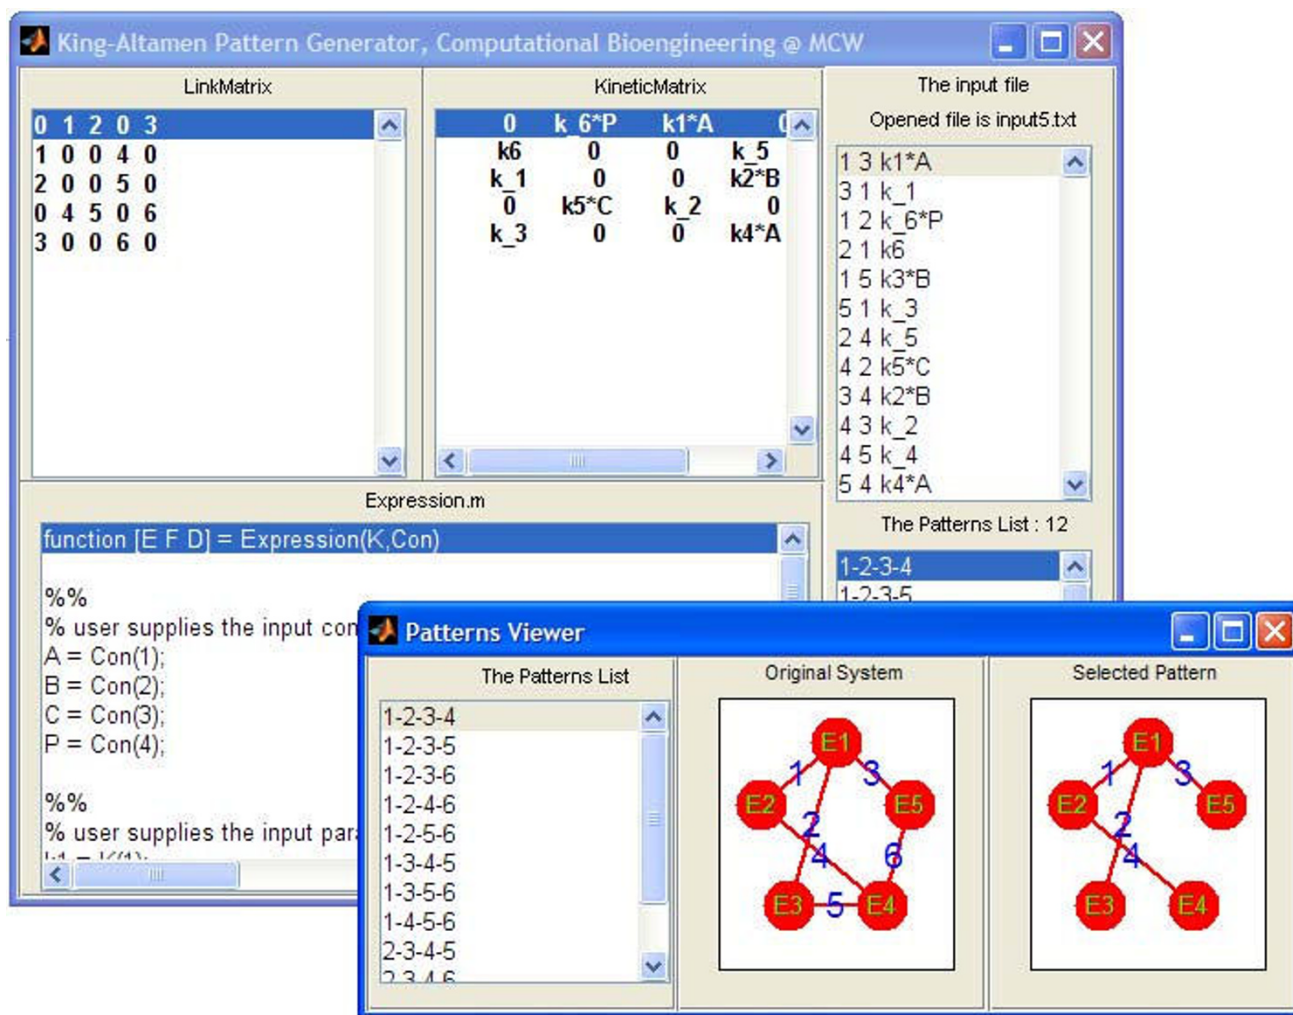 King-Altamen Pattern Generator, Computational Bioengineering @ MCW
LinkMatrix
0 1 2 0 3
1 0 0 4 0
2 0 0 5 0
0 4 5 0 6
3 0 0 6 0
KineticMatrix
0 k_6*P k1*A
k6 0 0 k_5
k_1 0 0 k2*B
0 k5*C k_2 0
k_3 0 0 k4*A
The input file
Opened file is input5.txt
1 3 k1*A
3 1 k_1
1 2 k_6*P
2 1 k6
1 5 k3*B
5 1 k_3
2 4 k_5
4 2 k5*C
3 4 k2*B
4 3 k_2
4 5 k_4
5 4 k4*A
The Patterns List : 12
1-2-3-4
1-2-3-5
Expression.m
function [E F D] = Expression(K,Con)
%%
% user supplies the input con
A = Con(1);
B = Con(2);
C = Con(3);
P = Con(4);
%%
% user supplies the input par
k1 = K(1);
Patterns Viewer
The Patterns List
1-2-3-4
1-2-3-5
1-2-3-6
1-2-4-6
1-2-5-6
1-3-4-5
1-3-5-6
1-4-5-6
2-3-4-5
2-3-4-6
Original System
E1
1 3
E2 E5
2
4 6
E3 5 E4
Selected Pattern
E1
1 3
E2 E5
2
4
E3 E4